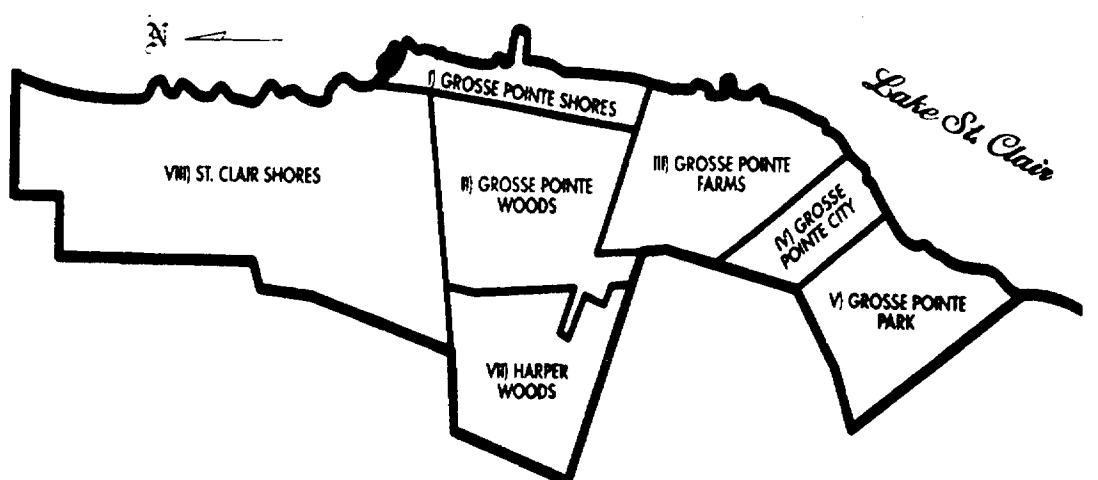 N
Lake St. Clair
I) GROSSE POINTE SHORES
VIII) ST. CLAIR SHORES
II) GROSSE POINTE
WOODS
III) GROSSE POINTE
FARMS
IV) GROSSE
POINTE CITY
V) GROSSE POINTE
PARK
VII) HARPER
WOODS